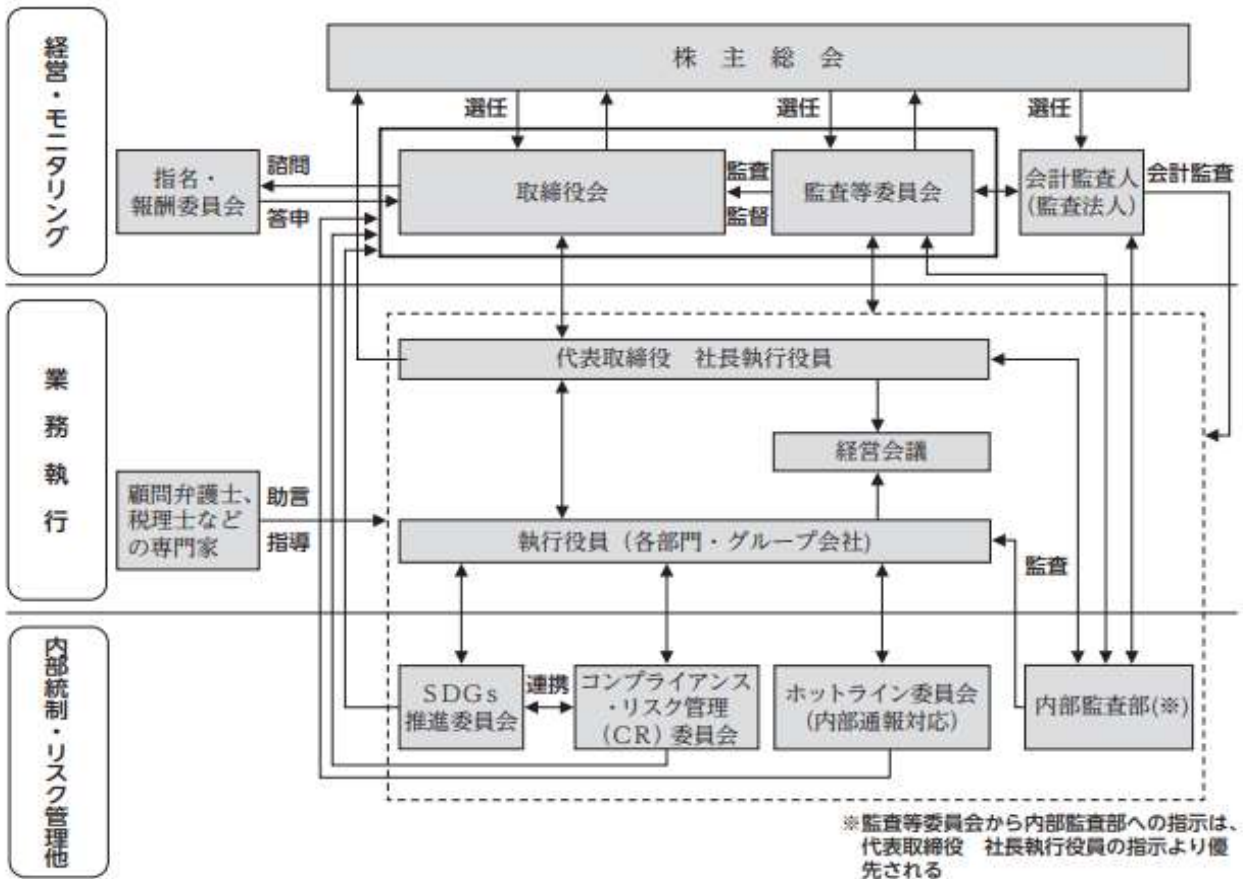 経営・モニタリング
株 主 総 会
選任
選任
選任
指名・
報酬委員会
諮問
答申
取締役会
監査
監督
監査等委員会
会計監査人
(監査法人)
会計監査
業務執行
代表取締役 社長執行役員
経営会議
顧問弁護士、
税理士など
の専門家
助言
指導
執行役員（各部門・グループ会社)
監査
内部統制・リスク管理他
SDGs
推進委員会
連携
コンプライアンス
・リスク管理
(CR) 委員会
ホットライン委員会
(内部通報対応)
内部監査部(※)
※監査等委員会から内部監査部への指示は、
代表取締役 社長執行役員の指示より優
先される